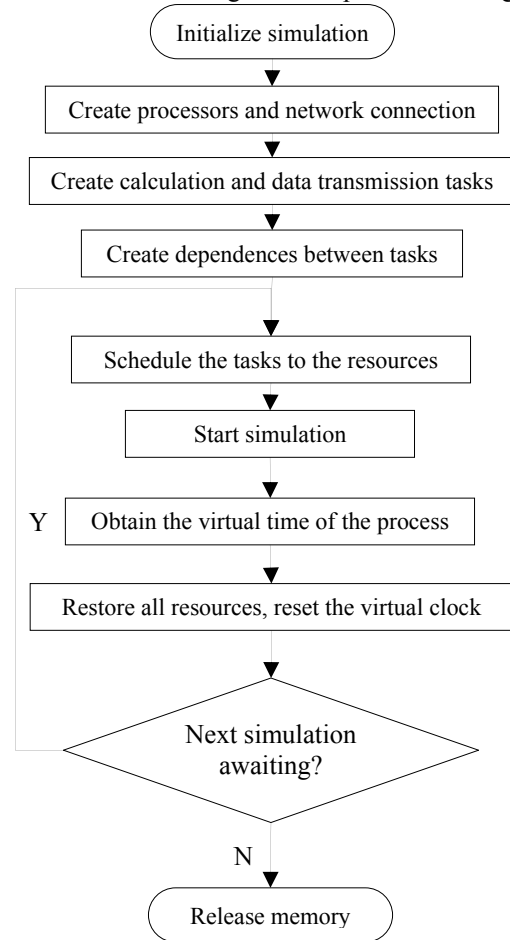 Initialize simulation
Create processors and network connection
Create calculation and data transmission tasks
Create dependences between tasks
Schedule the tasks to the resources
Start simulation
Y
Obtain the virtual time of the process
Restore all resources, reset the virtual clock
Next simulation
awaiting?
N
Release memory